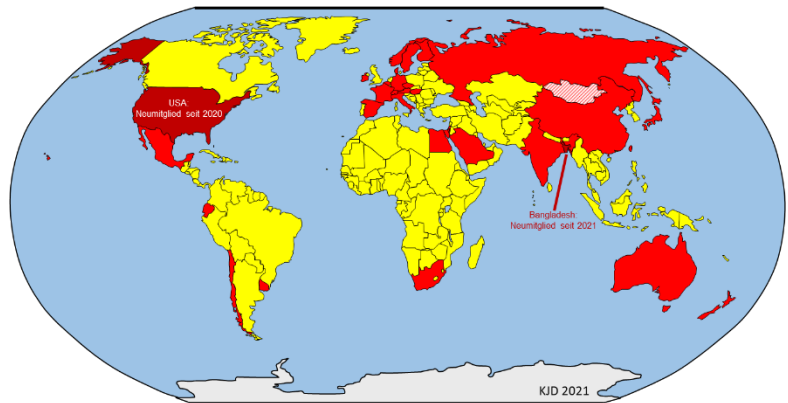 USA:
Neumitglied seit 2020
Bangladesh:
Neumitglied seit 2021
KJD 2021